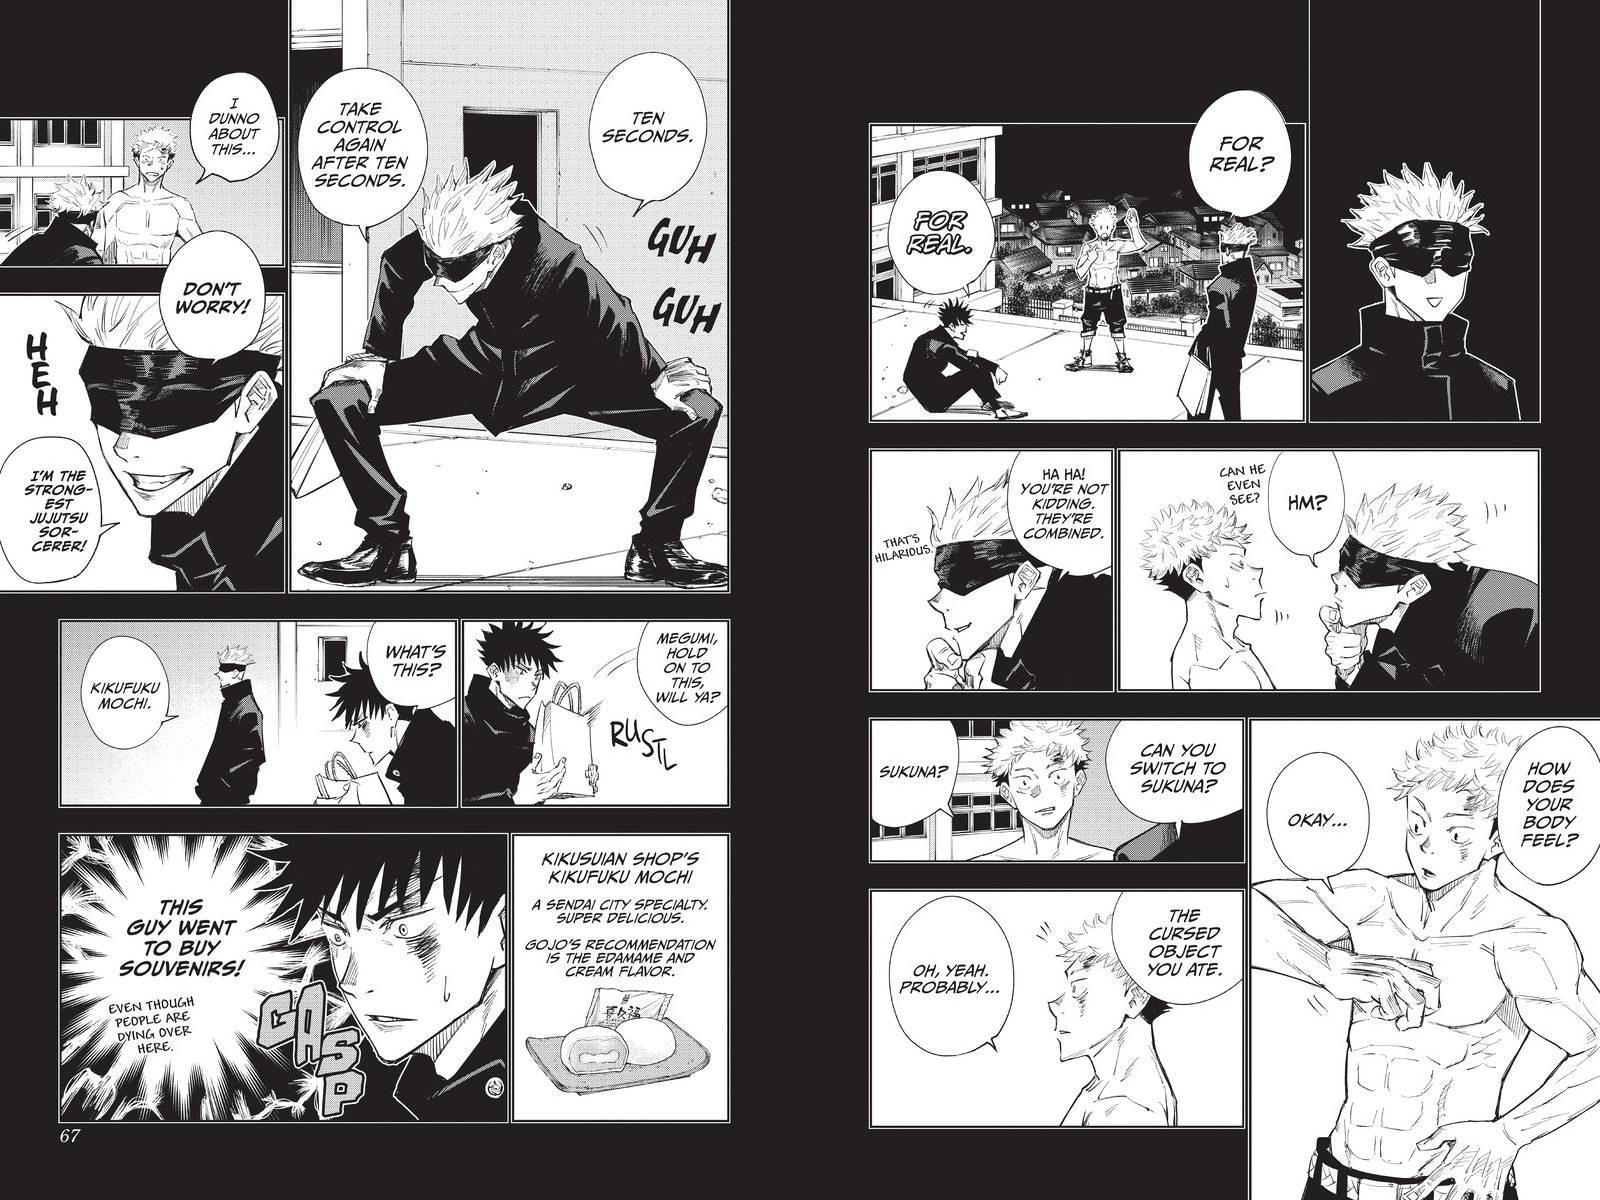 FOR
REAL?
FOR
REAL.
HM?
CAN HE
EVEN
SEE?
HA HA!
YOU'RE NOT
KIDDING.
THEY'RE
COMBINED.
THAT'S
HILARIOUS.
HOW
DOES
YOUR
BODY
FEEL?
OKAY...
CAN YOU
SWITCH TO
SUKUNA?
SUKUNA?
THE
CURSED
OBJECT
YOU ATE.
OH, YEAH.
PROBABLY...
TEN
SECONDS.
GUH
GUH
TAKE
CONTROL
AGAIN
AFTER TEN
SECONDS.
I
DUNNO
ABOUT
THIS...
DON'T
WORRY!
HEH
I'M THE
STRONG-
EST
JUJUTSU
SOR-
CERER!
MEGUMI,
HOLD
ON TO
THIS,
WILL YA?
RUSTL
WHAT'S
THIS?
KIKUFUKU
MOCHI.
KIKUSUIAN SHOP'S
KIKUFUKU MOCHI
A SENDAI CITY SPECIALTY.
SUPER DELICIOUS.
GOJO'S RECOMMENDATION
IS THE EDAMAME AND
CREAM FLAVOR.
喜久福
THIS
GUY WENT
TO BUY
SOUVENIRS!
EVEN THOUGH
PEOPLE ARE
DYING OVER
HERE.
GASP
67